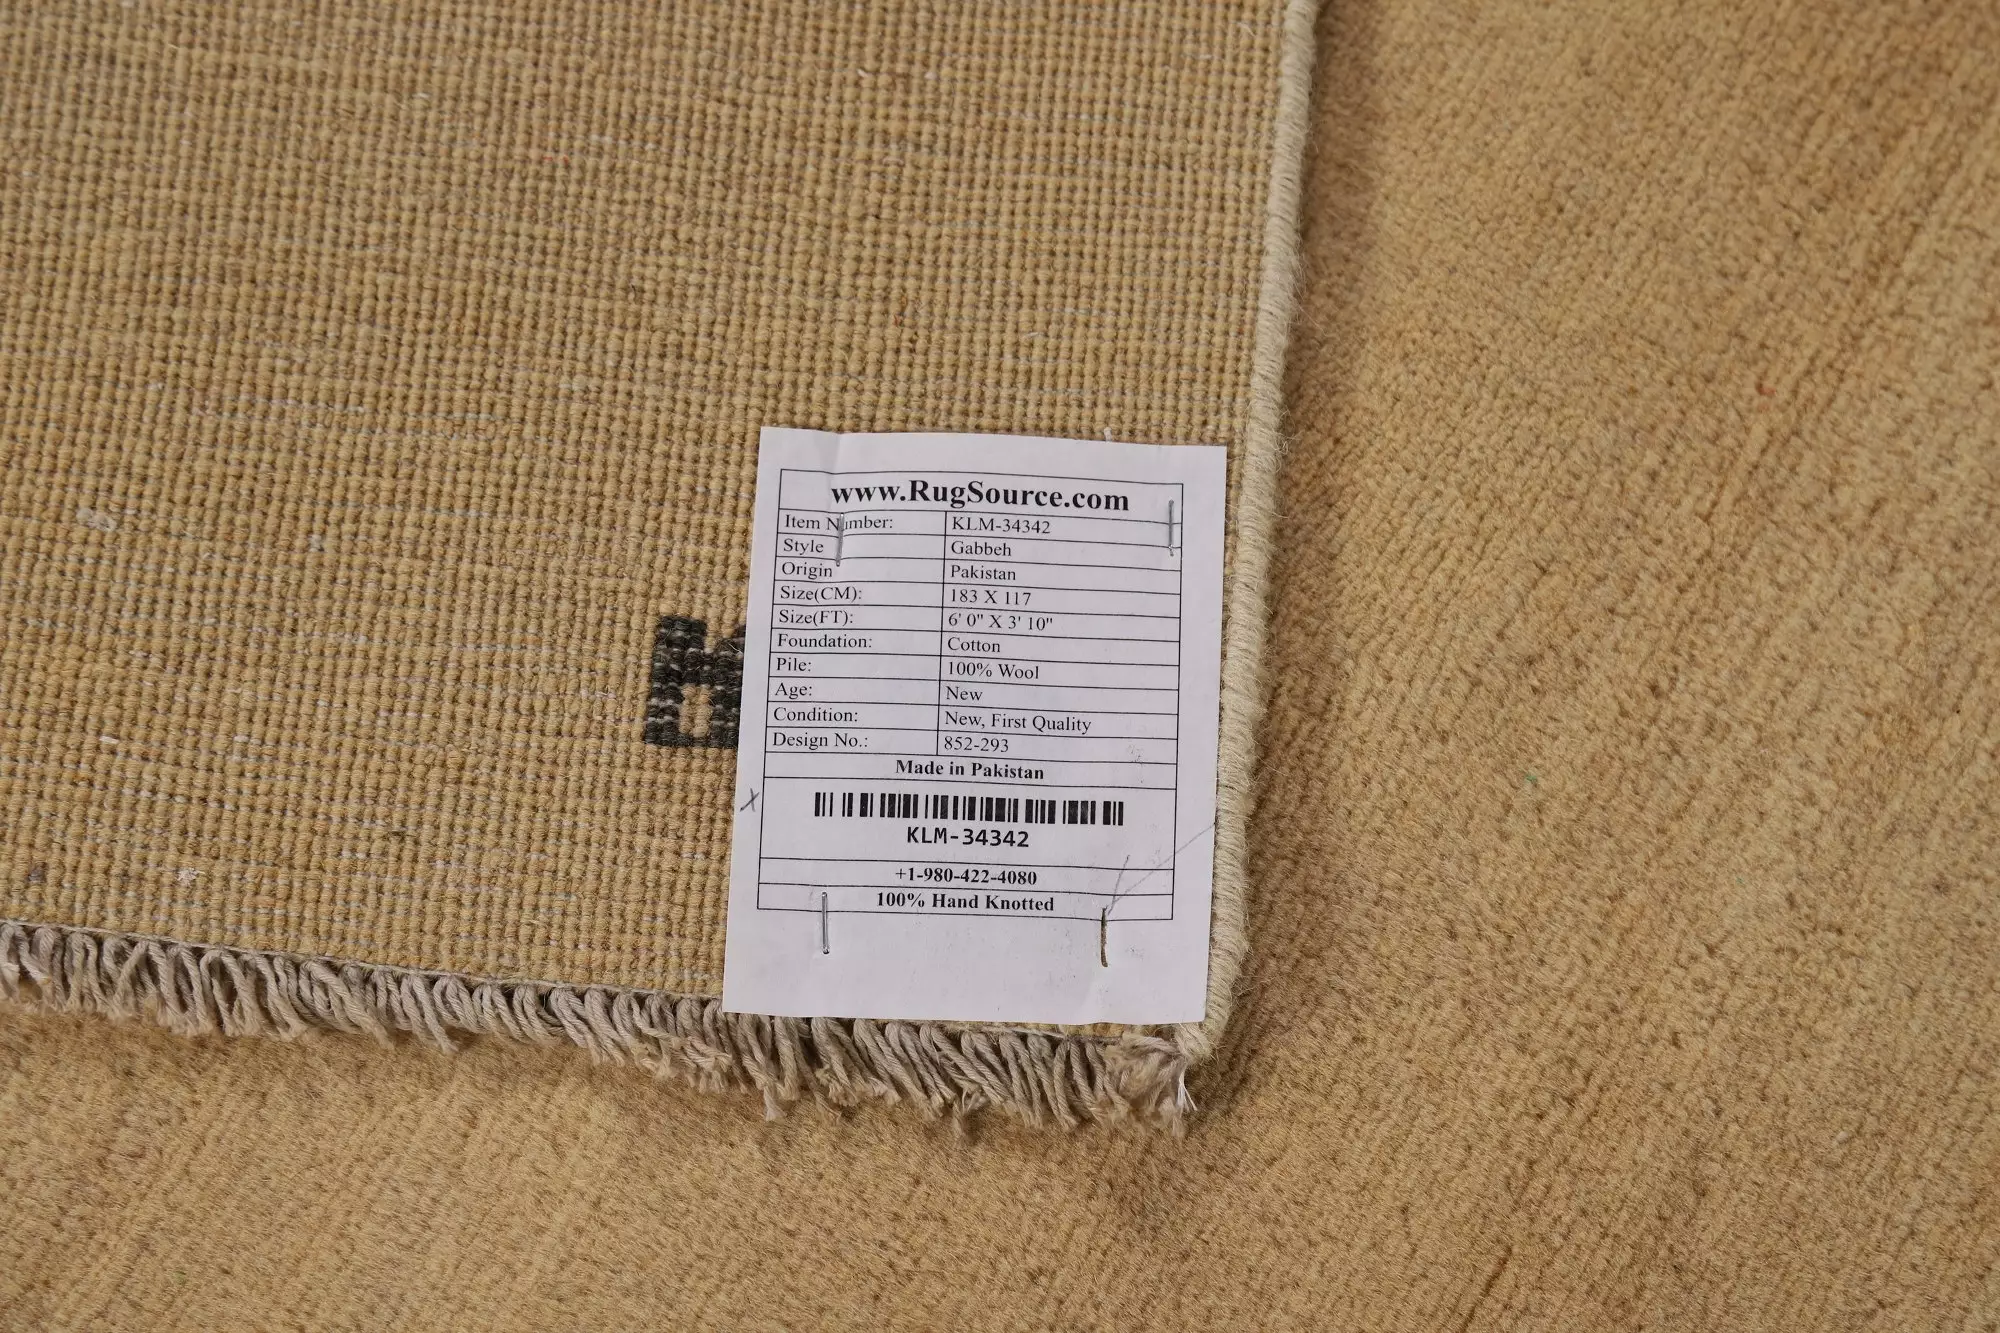 www.RugSource.com
Item Number: KLM-34342
Style Gabbeh
Origin Pakistan
Size(CM): 183 X 117
Size(FT): 6' 0" X 3' 10"
Foundation: Cotton
Pile: 100% Wool
Age: New
Condition: New, First Quality
Design No.: 852-293
Made in Pakistan
KLM-34342
+1-980-422-4080
100% Hand Knotted